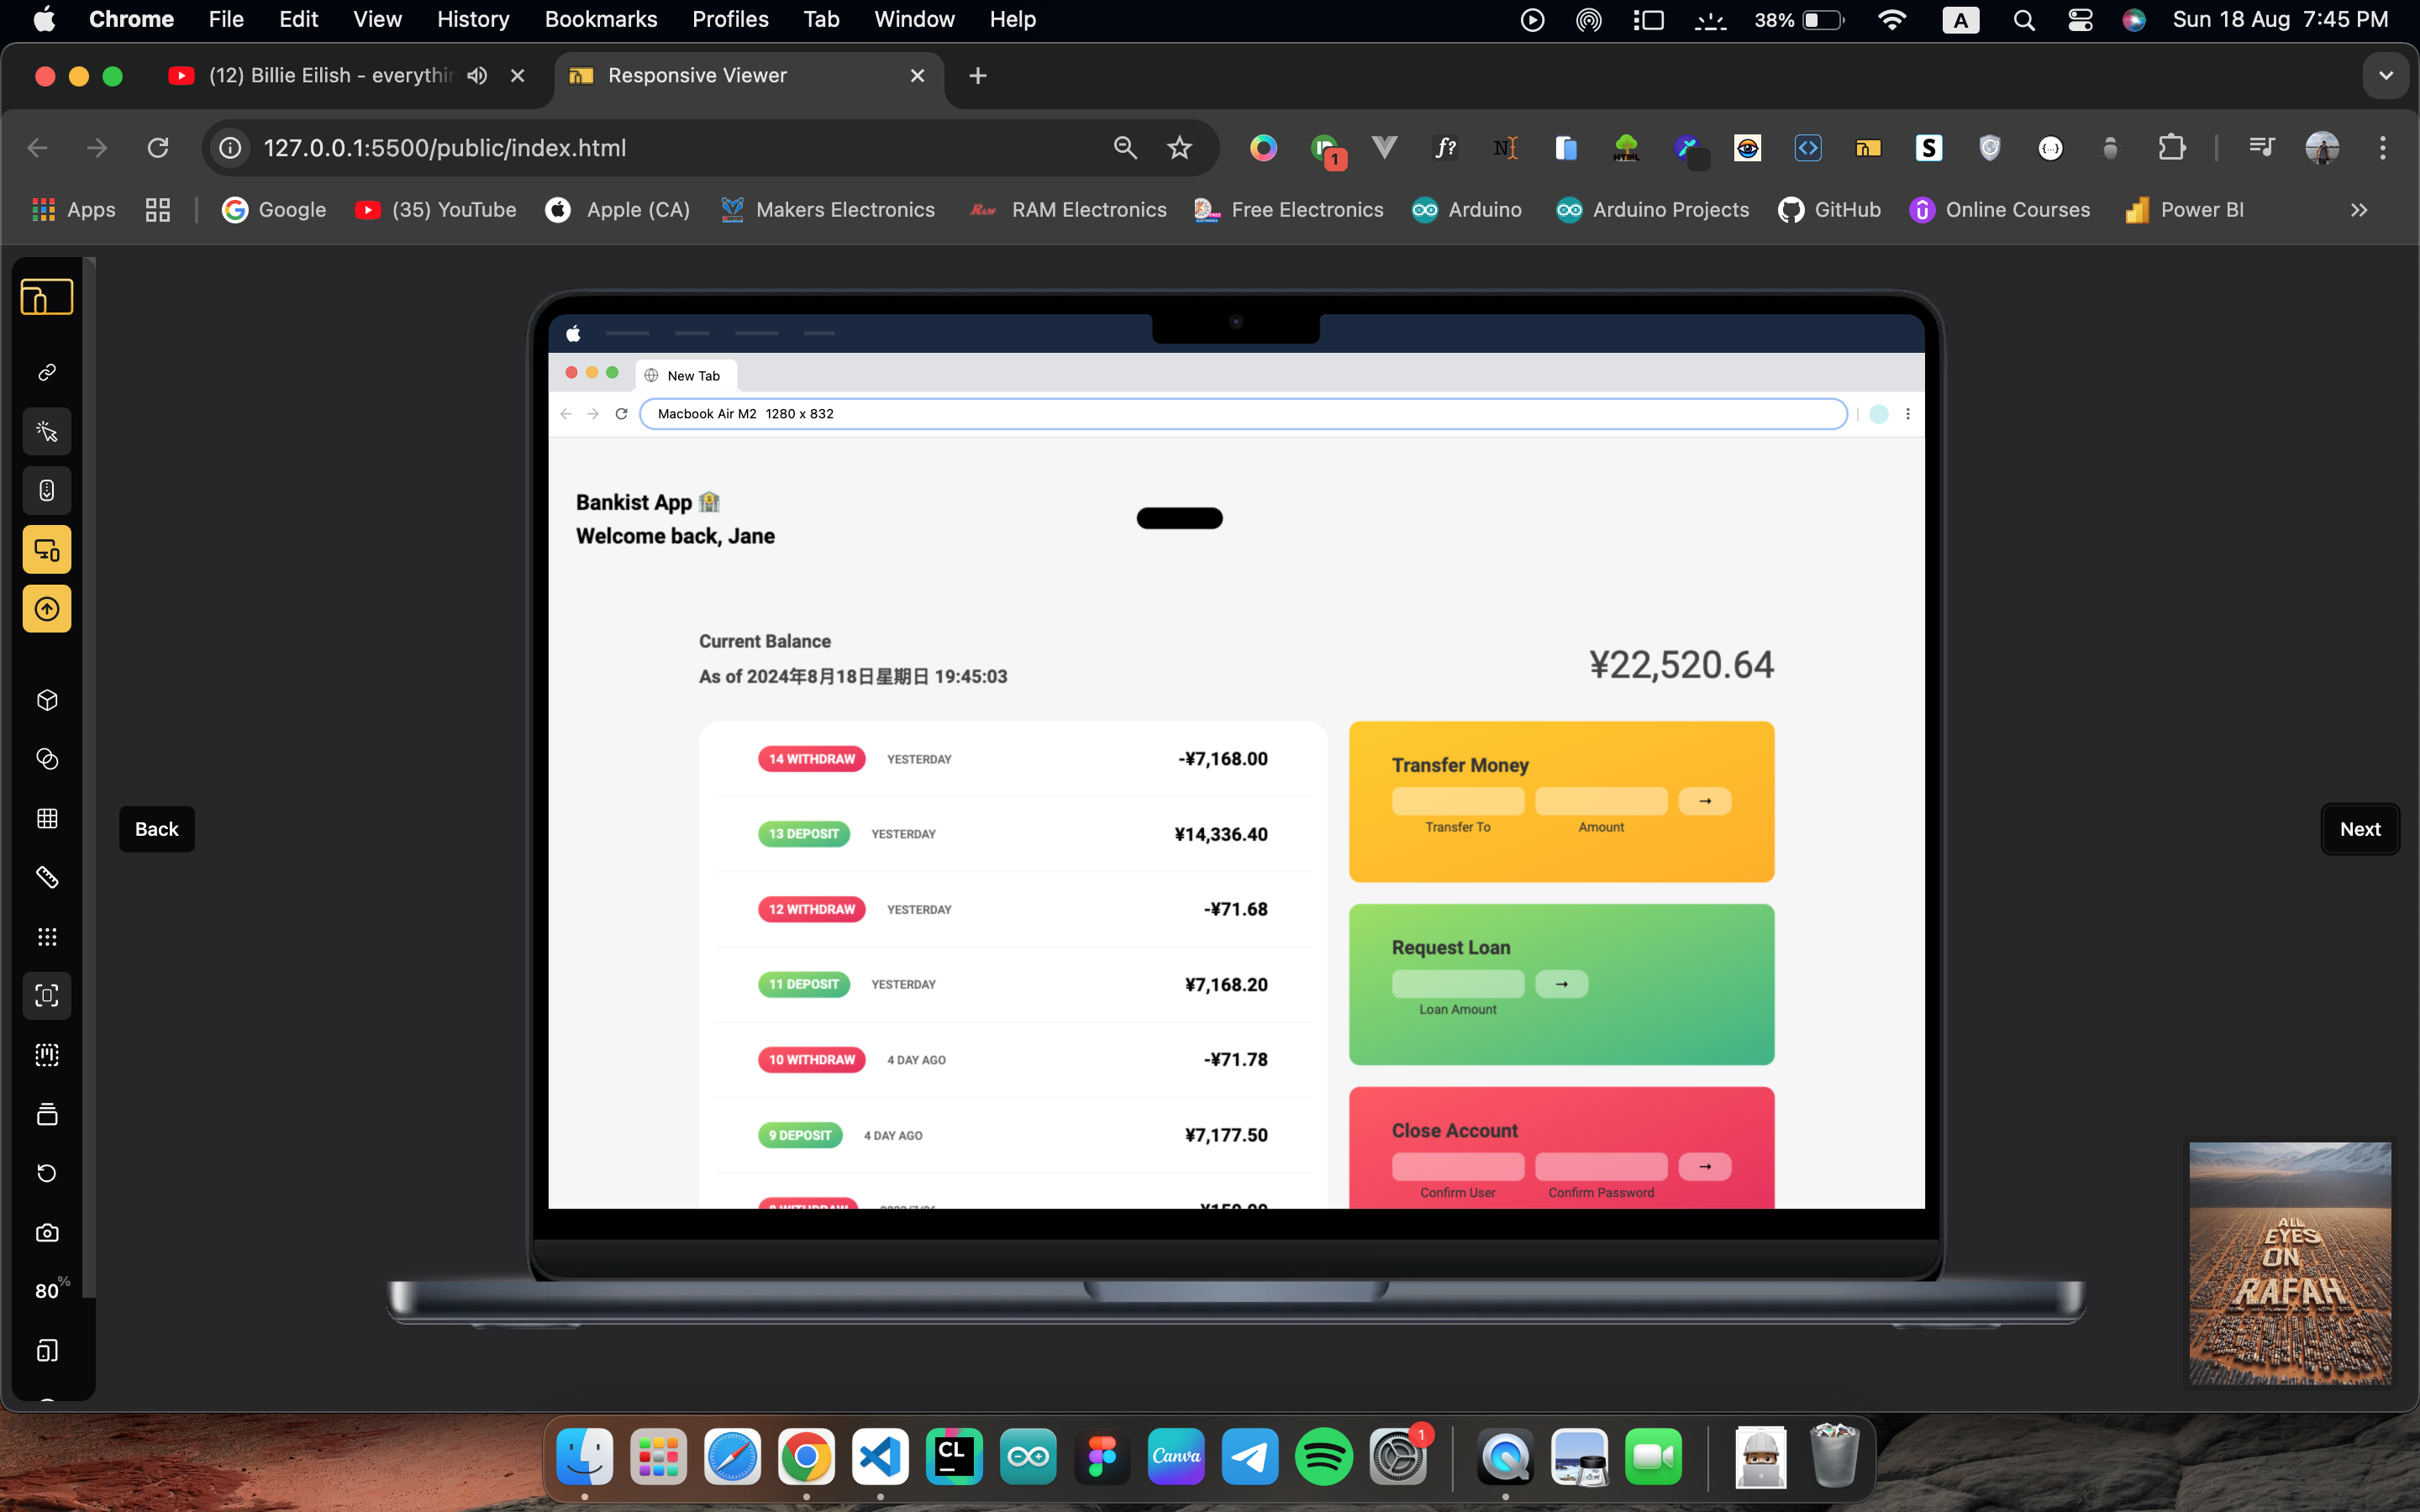 Chrome File Edit View History Bookmarks Profiles Tab Window Help 38% A Sun 18 Aug 7:45 PM
(12) Billie Eilish - everythin
Responsive Viewer
127.0.0.1:5500/public/index.html
1
Apps Google (35) YouTube Apple (CA) Makers Electronics RAM Electronics Free Electronics Arduino Arduino Projects GitHub Online Courses Power BI
New Tab
Macbook Air M2 1280 x 832
Bankist App
Welcome back, Jane
Current Balance
As of 2024年8月18日星期日 19:45:03
¥22,520.64
14 WITHDRAW YESTERDAY -¥7,168.00
13 DEPOSIT YESTERDAY ¥14,336.40
12 WITHDRAW YESTERDAY -¥71.68
11 DEPOSIT YESTERDAY ¥7,168.20
10 WITHDRAW 4 DAY AGO -¥71.78
9 DEPOSIT 4 DAY AGO ¥7,177.50
Transfer Money
→
Transfer To Amount
Request Loan
→
Loan Amount
Close Account
→
Confirm User Confirm Password
Back
Next
80%
ALL
EYES
ON
RAFAH
CL
Canva
1